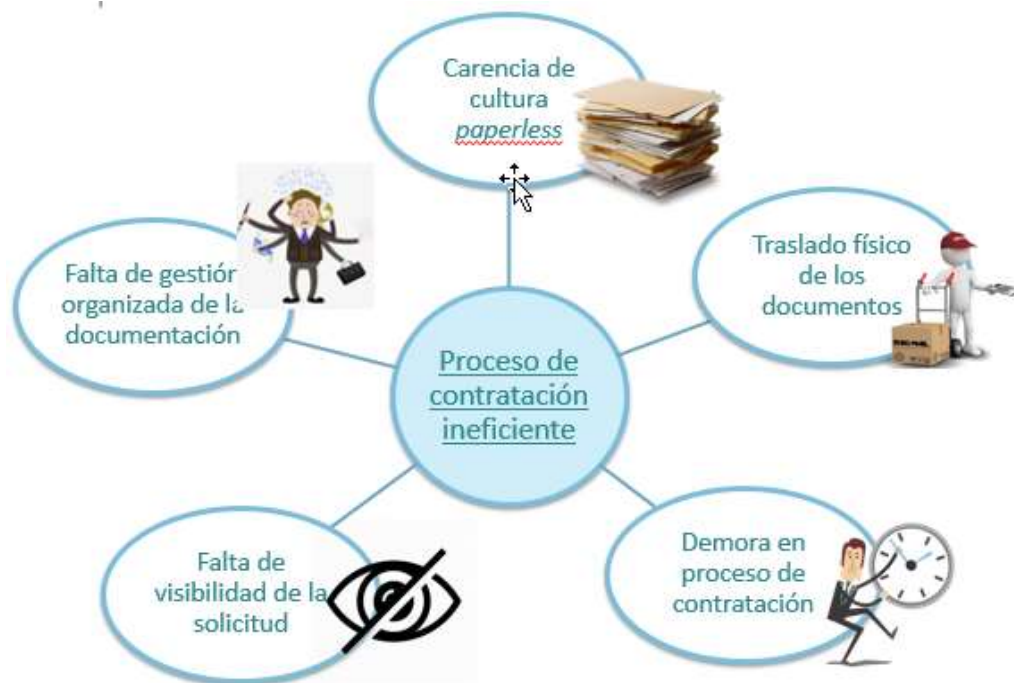 Carencia de
cultura
paperless
Traslado físico
de los
documentos
Falta de gestión
organizada de la
documentación
Proceso de
contratación
ineficiente
Demora en
proceso de
contratación
Falta de
visibilidad de la
solicitud